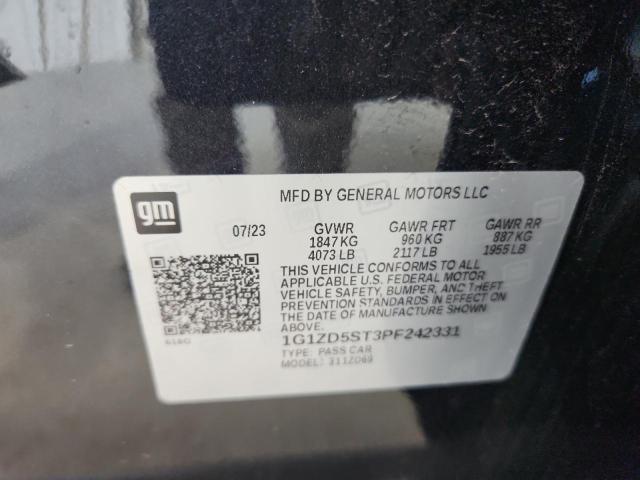 gm
MFD BY GENERAL MOTORS LLC
07/23 GVWR GAWR FRT GAWR RR
1847 KG 960 KG 887 KG
4073 LB 2117 LB 1955 LB
THIS VEHICLE CONFORMS TO ALL
APPLICABLE U.S. FEDERAL MOTOR
VEHICLE SAFETY, BUMPER, AND THEFT
PREVENTION STANDARDS IN EFFECT ON
THE DATE OF MANUFACTURE SHOWN
ABOVE.
1G1ZD5ST3PF242331
TYPE: PASS CAR
MODEL: 311ZD69